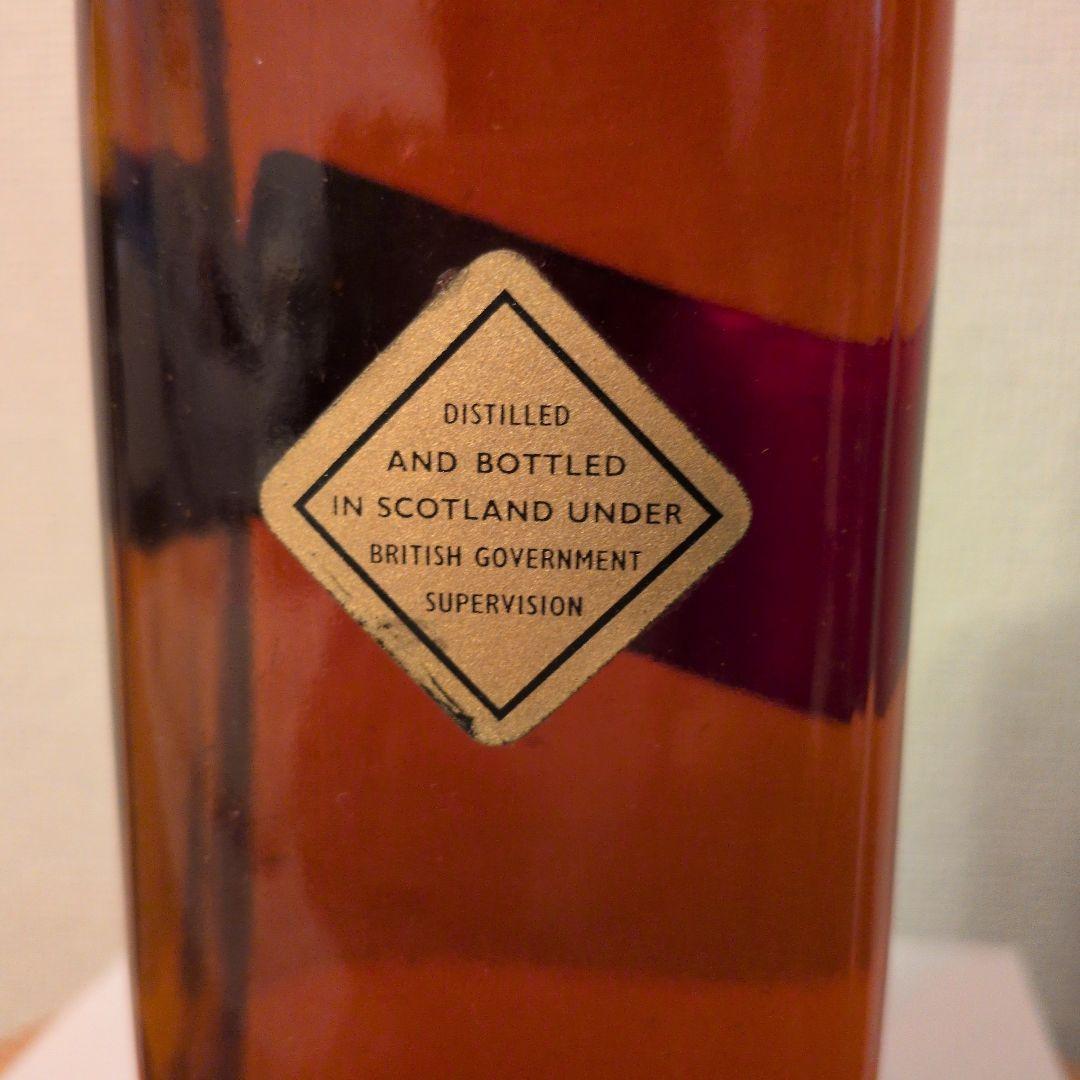 DISTILLED
AND BOTTLED
IN SCOTLAND UNDER
BRITISH GOVERNMENT
SUPERVISION